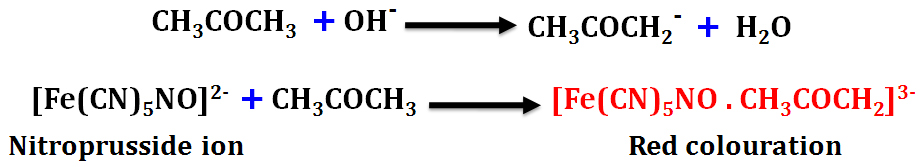 CH₃COCH₃ + OH⁻ ⟶ CH₃COCH₂⁻ + H₂O
[Fe(CN)₅NO]²⁻ + CH₃COCH₃ ⟶ [Fe(CN)₅NO . CH₃COCH₂]³⁻
Nitroprusside ion Red colouration